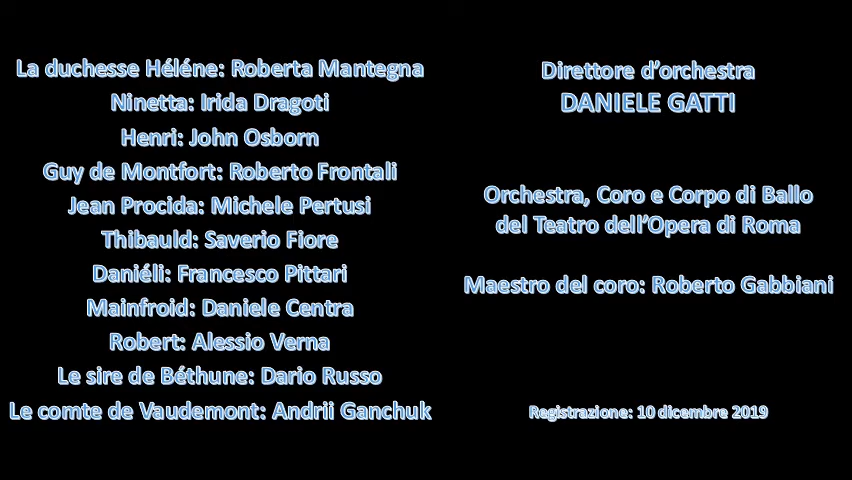 La duchesse Héléne: Roberta Mantegna
Ninetta: Irida Dragoti
Henri: John Osborn
Guy de Montfort: Roberto Frontali
Jean Procida: Michele Pertusi
Thibauld: Saverio Fiore
Daniéli: Francesco Pittari
Mainfroid: Daniele Centra
Robert: Alessio Verna
Le sire de Béthune: Dario Russo
Le comte de Vaudemont: Andrii Ganchuk
Direttore d’orchestra
DANIELE GATTI
Orchestra, Coro e Corpo di Ballo
del Teatro dell’Opera di Roma
Maestro del coro: Roberto Gabbiani
Registrazione: 10 dicembre 2019